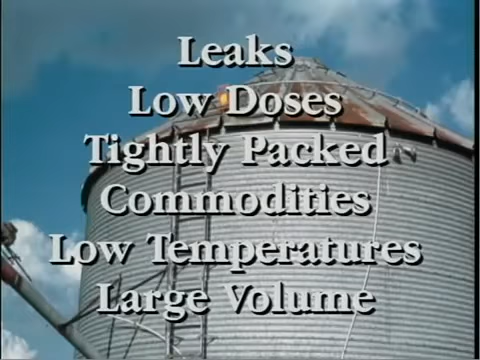 Leaks
Low Doses
Tightly Packed
Commodities
Low Temperatures
Large Volume